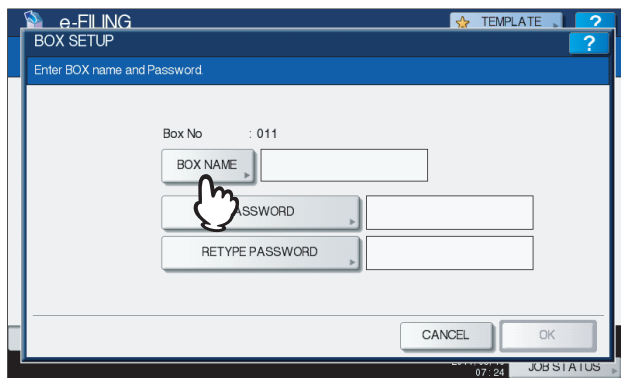 e-FILING
TEMPLATE
?
BOX SETUP
?
Enter BOX name and Password.
Box No : 011
BOX NAME
RETYPE PASSWORD
CANCEL
OK
07:24
JOB STATUS